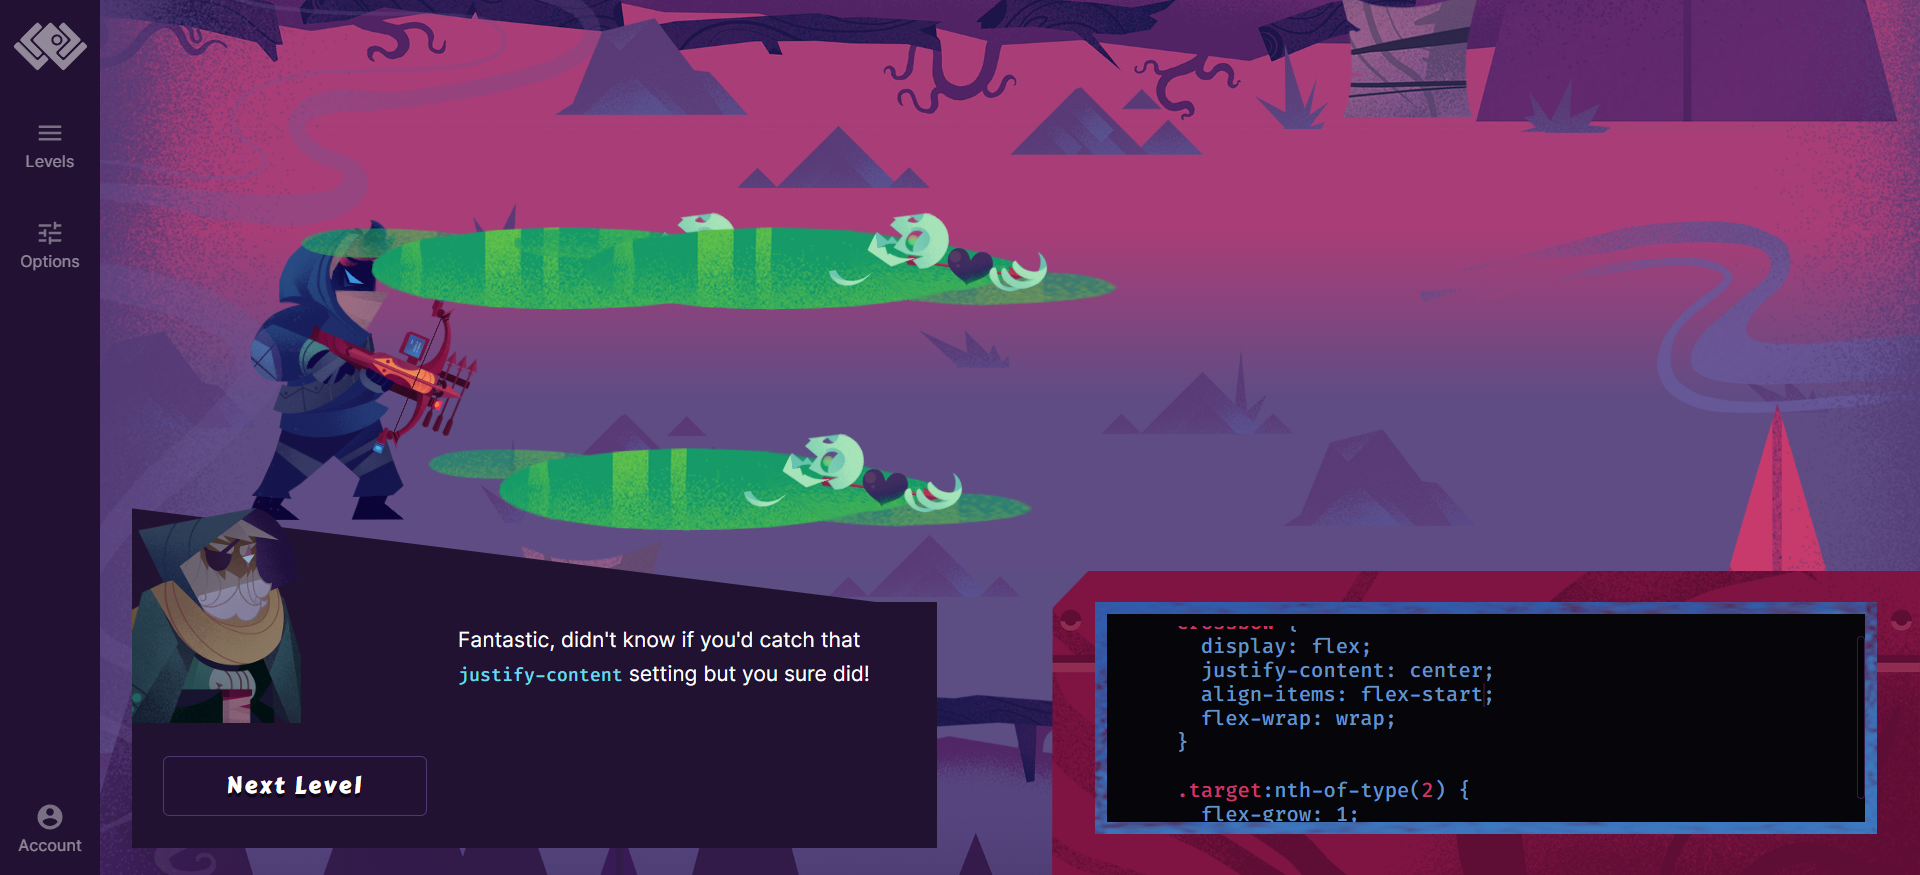 Levels
Options
Account
Fantastic, didn't know if you'd catch that
justify-content setting but you sure did!
Next Level
crossbow {
display: flex;
justify-content: center;
align-items: flex-start;
flex-wrap: wrap;
}
.target:nth-of-type(2) {
flex-grow: 1;